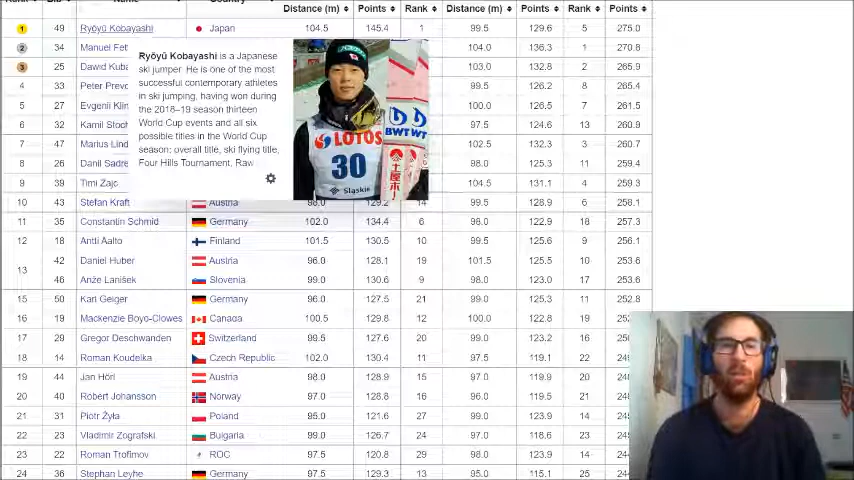 Distance (m) Points Rank Distance (m) Points Rank Points
1 49 Ryōyū Kobayashi Japan 104.5 145.4 1 99.5 129.6 5 275.0
2 34 Manuel Fet 104.0 136.3 1 270.8
3 25 Dawid Kuba 103.0 132.8 2 265.9
4 33 Peter Prevc 99.5 126.2 8 265.4
5 27 Evgenii Klim 100.0 126.5 7 261.5
6 32 Kamil Stoch 97.5 124.6 13 260.9
7 47 Marius Lind 102.5 132.3 3 260.7
8 26 Danil Sadre 98.0 125.3 11 259.4
9 39 Timi Zajc 104.5 131.1 4 259.3
10 43 Stefan Kraft Austria 98.0 129.2 14 99.5 128.9 6 258.1
Ryōyū Kobayashi is a Japanese
ski jumper. He is one of the most
successful contemporary athletes
in ski jumping, having won during
the 2018–19 season thirteen
World Cup events and all six
possible titles in the World Cup
season: overall title, ski flying title,
Four Hills Tournament, Raw
LOTOS
30
Śląskie
BWT BWT
土屋ホー
11 35 Constantin Schmid Germany 102.0 134.4 6 98.0 122.9 18 257.3
12 18 Antti Aalto Finland 101.5 130.5 10 99.5 125.6 9 256.1
13 42 Daniel Huber Austria 96.0 128.1 19 101.5 125.5 10 253.6
46 Anže Lanišek Slovenia 99.0 130.6 9 98.0 123.0 17 253.6
15 50 Karl Geiger Germany 96.0 127.5 21 99.0 125.3 11 252.8
16 19 Mackenzie Boyd-Clowes Canada 100.5 129.8 12 100.0 122.8 19
17 29 Gregor Deschwanden Switzerland 99.5 127.6 20 99.0 123.2 16
18 14 Roman Koudelka Czech Republic 102.0 130.4 11 97.5 119.1 22
19 44 Jan Hörl Austria 98.0 128.9 15 97.0 119.9 20
20 40 Robert Johansson Norway 97.0 128.8 16 96.0 119.5 21
21 31 Piotr Żyła Poland 95.0 121.6 27 99.0 123.9 14
22 23 Vladimir Zografski Bulgaria 99.0 126.7 24 98.0 118.6 23
23 22 Roman Trofimov ROC 97.5 120.8 29 98.0 123.9 14
24 36 Stephan Leyhe Germany 97.5 129.3 13 95.0 115.1 25 244